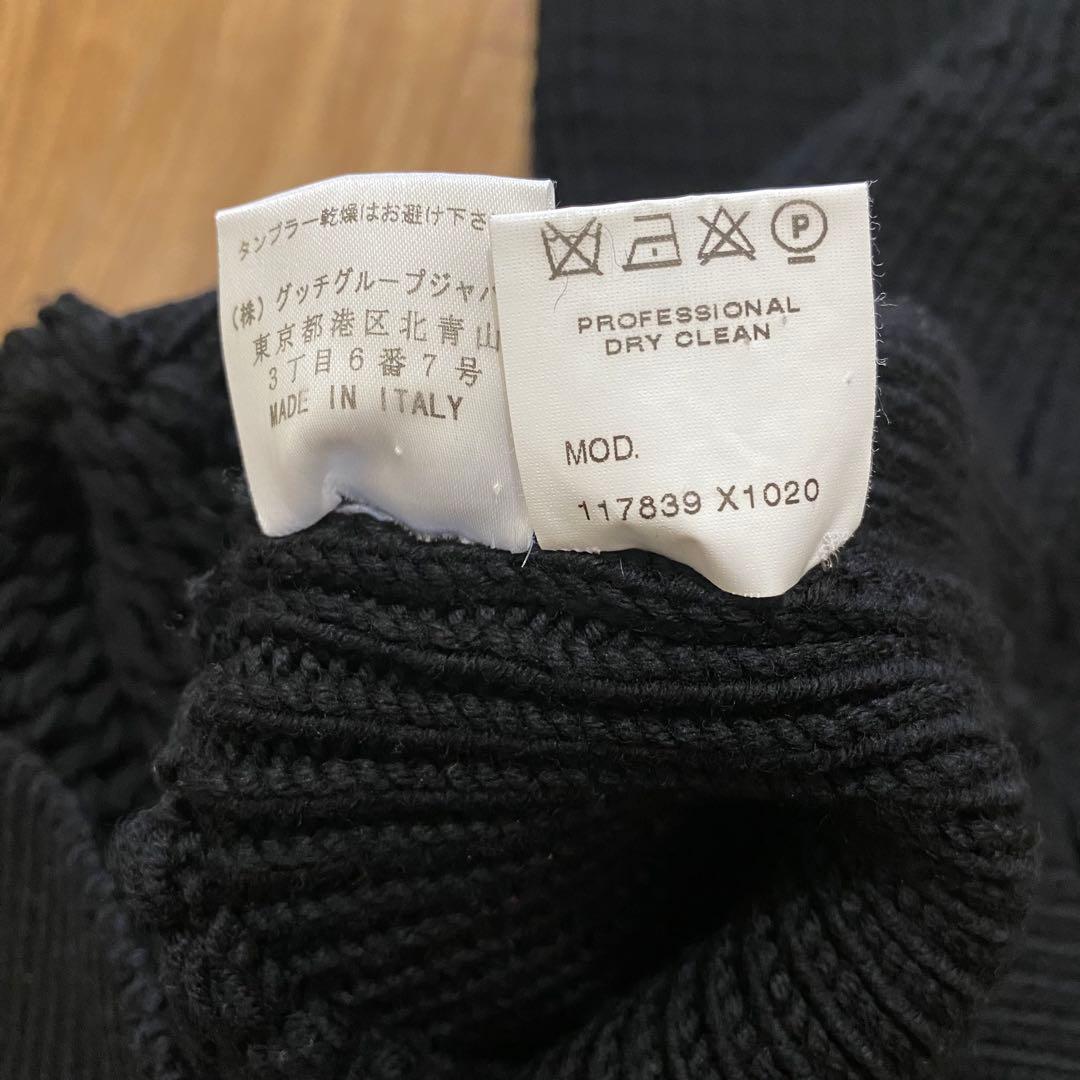 タンブラー乾燥はお避け下さ
(株)グッチグループジャパ
東京都港区北青山
3丁目6番7号
MADE IN ITALY
P
PROFESSIONAL
DRY CLEAN
MOD.
117839 X1020